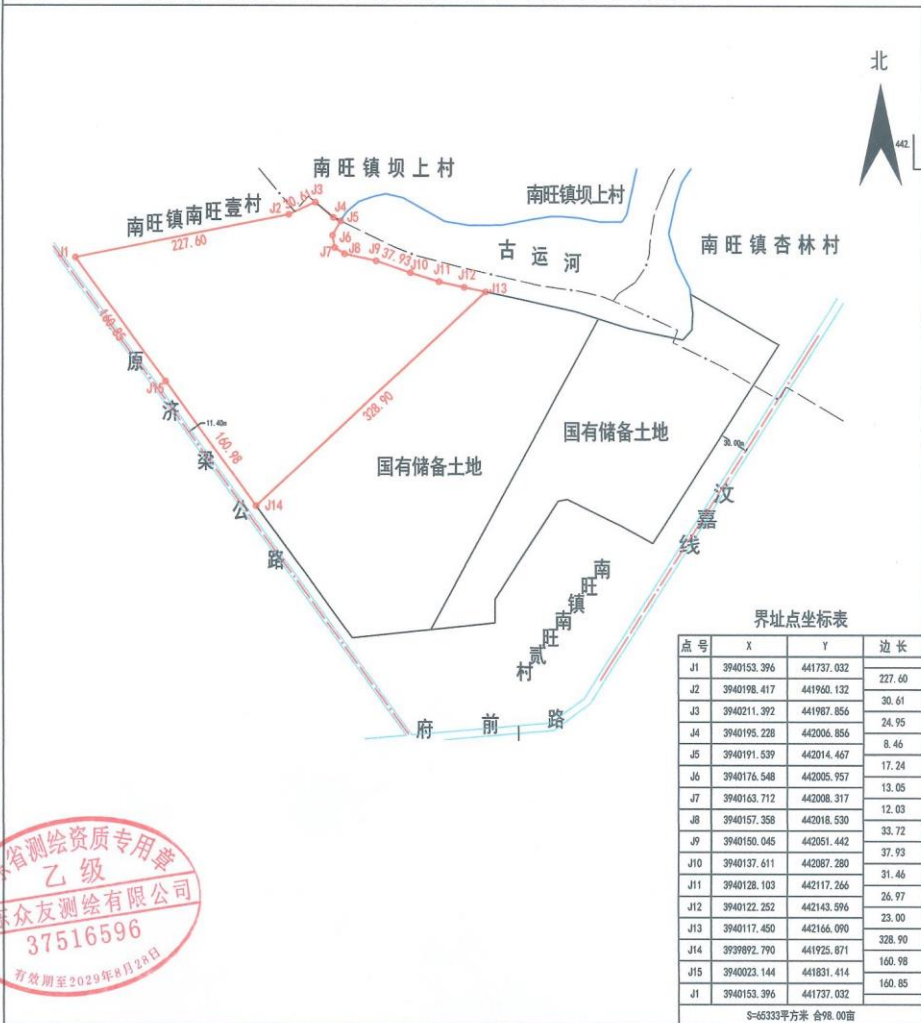 北
442.
南旺镇坝上村
南旺镇坝上村
南旺镇南旺壹村
南旺镇杏林村
古运河
J1
227.60
J2
30.61
J3
J4
J5
J6
J7
J8
J9
37.93
J10
J11
J12
J13
160.85
J15
11.40m
160.98
J14
328.90
原济梁公路
国有储备土地
国有储备土地
30.00m
汶嘉线
南旺镇南旺贰村
府前路
界址点坐标表
点号 X Y 边长
J1 3940153.396 441737.032
227.60
J2 3940198.417 441960.132
30.61
J3 3940211.392 441987.856
24.95
J4 3940195.228 442006.856
8.46
J5 3940191.539 442014.467
17.24
J6 3940176.548 442005.957
13.05
J7 3940163.712 442008.317
12.03
J8 3940157.358 442018.530
33.72
J9 3940150.045 442051.442
37.93
J10 3940137.611 442087.280
31.46
J11 3940128.103 442117.266
26.97
J12 3940122.252 442143.596
23.00
J13 3940117.450 442166.090
328.90
J14 3939892.790 441925.871
160.98
J15 3940023.144 441831.414
160.85
J1 3940153.396 441737.032
S=65333平方米 合98.00亩
省测绘资质专用章
乙级
众友测绘有限公司
37516596
有效期至2029年8月28日